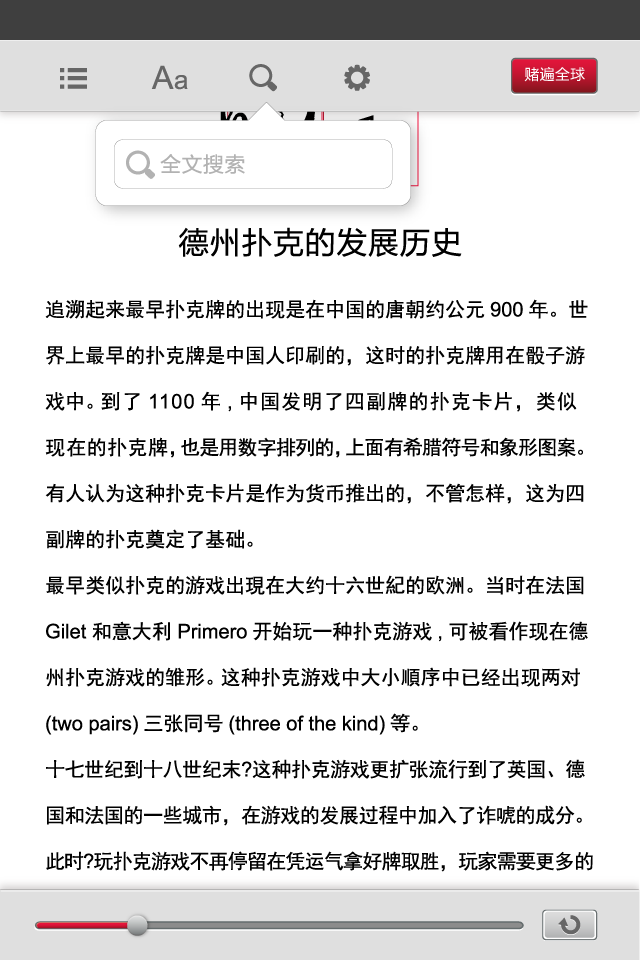 Aa
赌遍全球
全文搜索
德州扑克的发展历史
追溯起来最早扑克牌的出现是在中国的唐朝约公元 900 年。世
界上最早的扑克牌是中国人印刷的，这时的扑克牌用在骰子游
戏中。到了 1100 年 , 中国发明了四副牌的扑克卡片，类似
现在的扑克牌, 也是用数字排列的, 上面有希腊符号和象形图案。
有人认为这种扑克卡片是作为货币推出的，不管怎样，这为四
副牌的扑克奠定了基础。
最早类似扑克的游戏出現在大约十六世紀的欧洲。当时在法国
Gilet 和意大利 Primero 开始玩一种扑克游戏 , 可被看作现在德
州扑克游戏的雏形。这种扑克游戏中大小順序中已经出现两对
(two pairs) 三张同号 (three of the kind) 等。
十七世纪到十八世纪末?这种扑克游戏更扩张流行到了英国、德
国和法国的一些城市，在游戏的发展过程中加入了诈唬的成分。
此时?玩扑克游戏不再停留在凭运气拿好牌取胜，玩家需要更多的